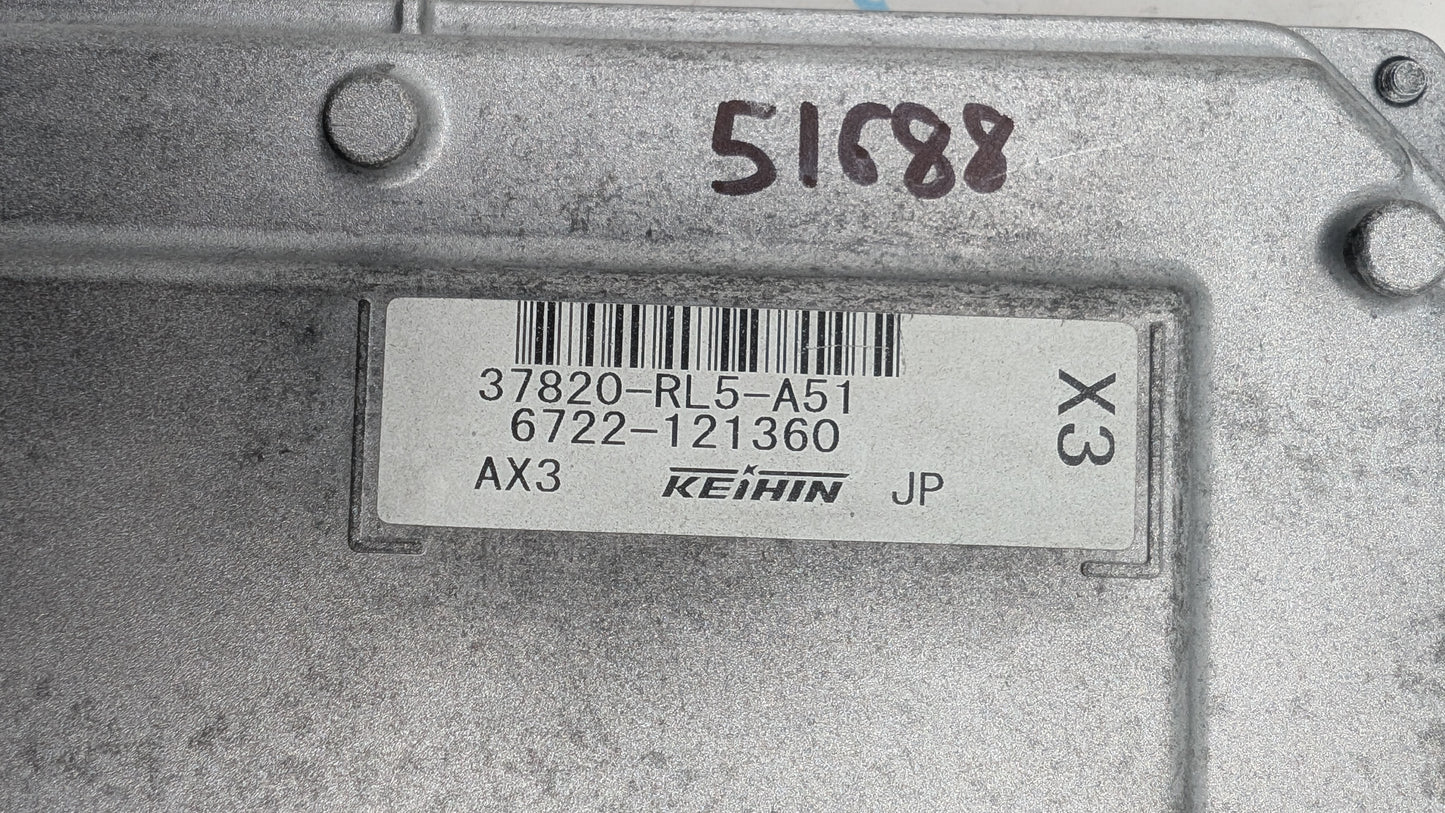 51688
37820-RL5-A51
6722-121360
AX3 KEIHIN JP
X3